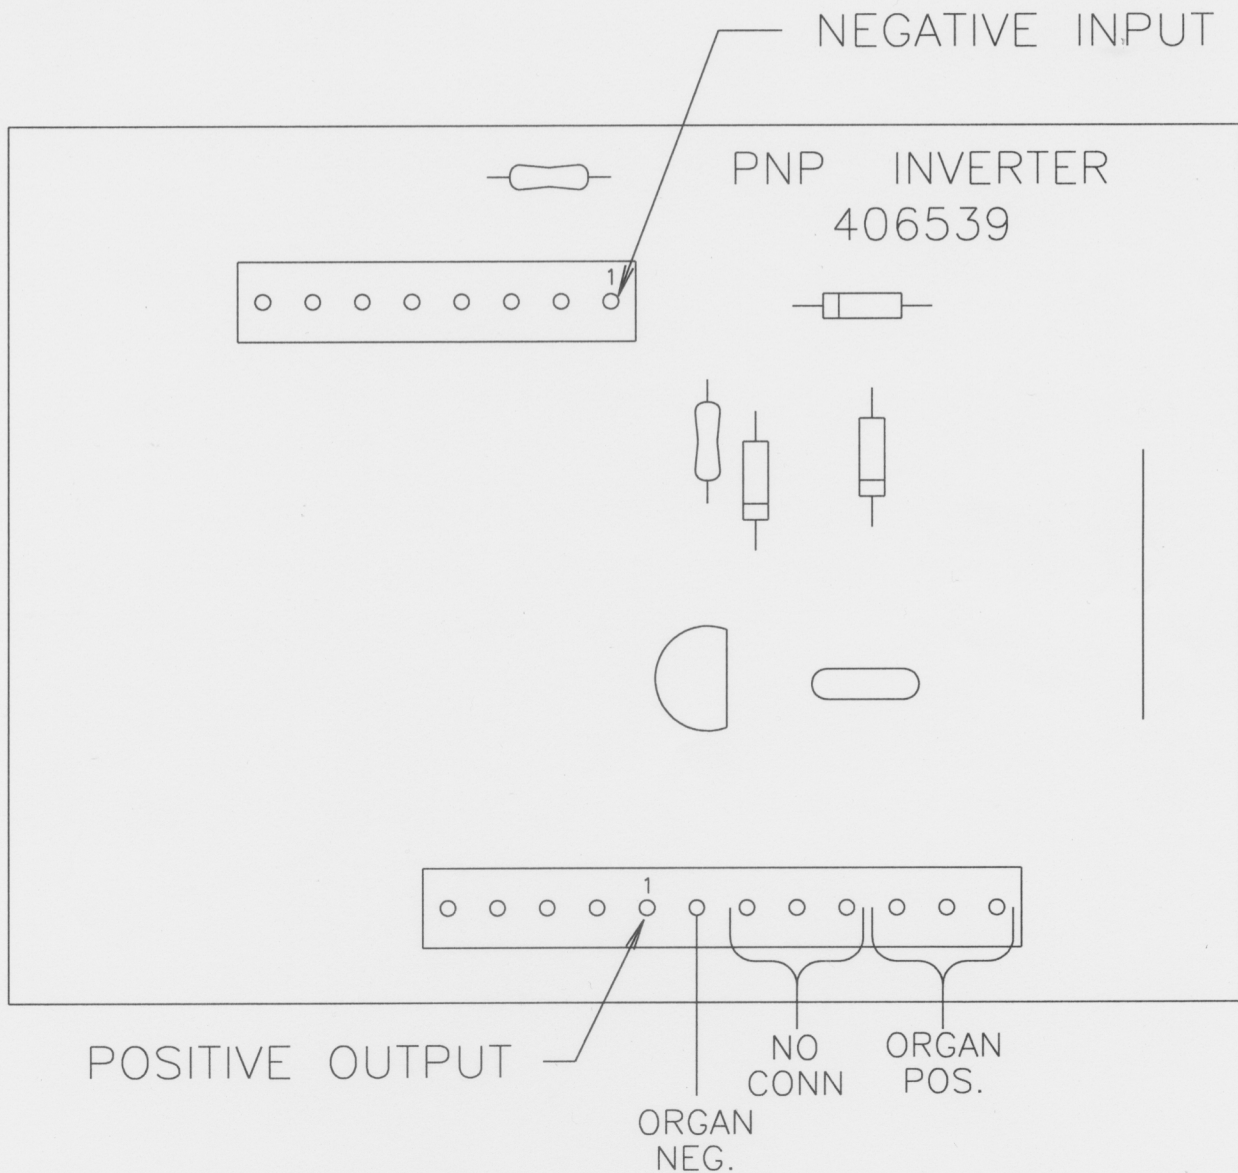 NEGATIVE INPUT
PNP INVERTER
406539
1
1
POSITIVE OUTPUT
NO
CONN
ORGAN
POS.
ORGAN
NEG.